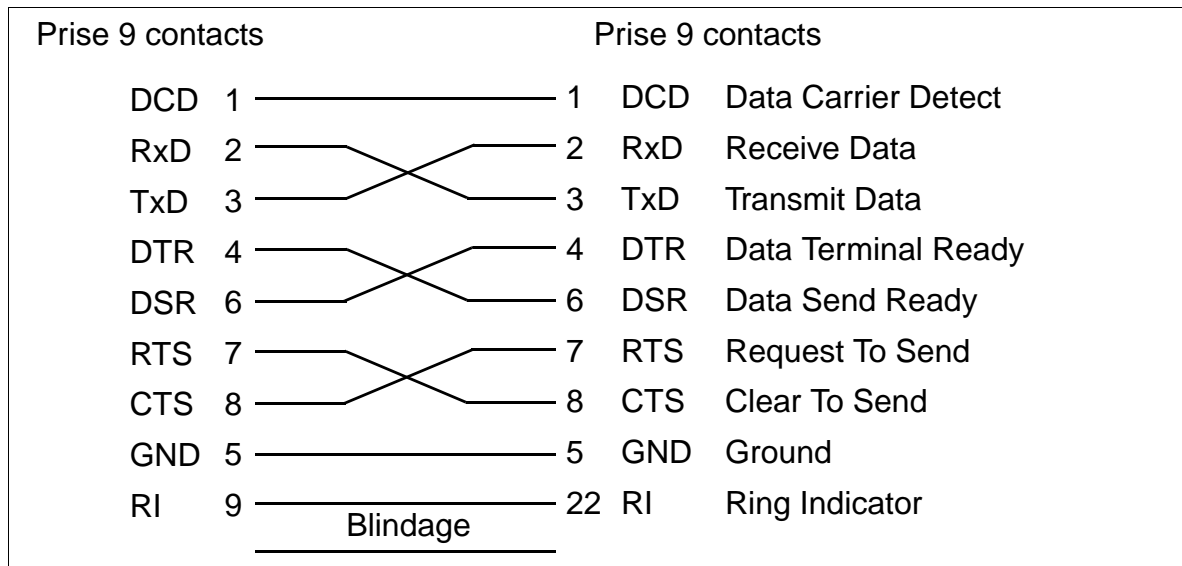 Prise 9 contacts Prise 9 contacts
DCD 1 1 DCD Data Carrier Detect
RxD 2 2 RxD Receive Data
TxD 3 3 TxD Transmit Data
DTR 4 4 DTR Data Terminal Ready
DSR 6 6 DSR Data Send Ready
RTS 7 7 RTS Request To Send
CTS 8 8 CTS Clear To Send
GND 5 5 GND Ground
RI 9 22 RI Ring Indicator
Blindage